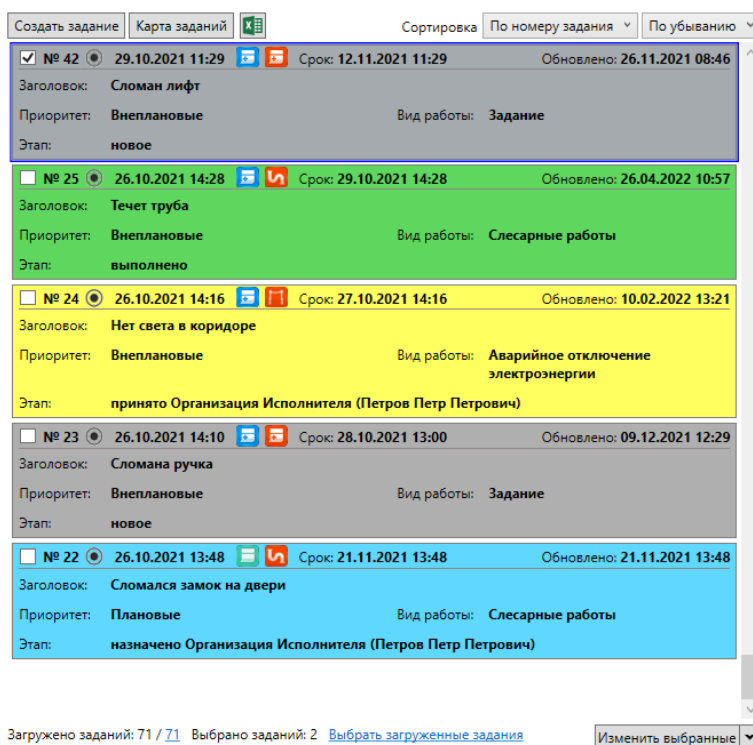 Создать задание Карта заданий Сортировка По номеру задания По убыванию
№ 42 29.10.2021 11:29 Срок: 12.11.2021 11:29 Обновлено: 26.11.2021 08:46
Заголовок: Сломан лифт
Приоритет: Внеплановые Вид работы: Задание
Этап: новое
№ 25 26.10.2021 14:28 Срок: 29.10.2021 14:28 Обновлено: 26.04.2022 10:57
Заголовок: Течет труба
Приоритет: Внеплановые Вид работы: Слесарные работы
Этап: выполнено
№ 24 26.10.2021 14:16 Срок: 27.10.2021 14:16 Обновлено: 10.02.2022 13:21
Заголовок: Нет света в коридоре
Приоритет: Внеплановые Вид работы: Аварийное отключение
электроэнергии
Этап: принято Организация Исполнителя (Петров Петр Петрович)
№ 23 26.10.2021 14:10 Срок: 28.10.2021 13:00 Обновлено: 09.12.2021 12:29
Заголовок: Сломана ручка
Приоритет: Внеплановые Вид работы: Задание
Этап: новое
№ 22 26.10.2021 13:48 Срок: 21.11.2021 13:48 Обновлено: 21.11.2021 13:48
Заголовок: Сломался замок на двери
Приоритет: Плановые Вид работы: Слесарные работы
Этап: назначено Организация Исполнителя (Петров Петр Петрович)
Загружено заданий: 71 / 71 Выбрано заданий: 2 Выбрать загруженные задания Изменить выбранные